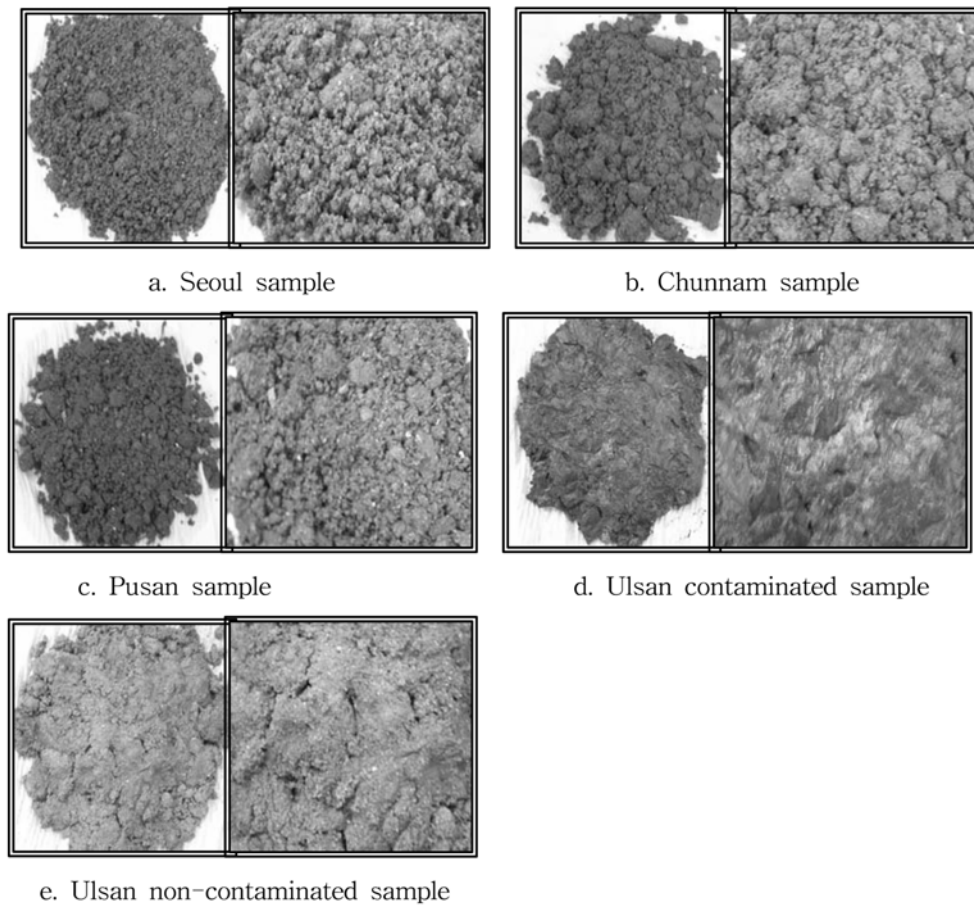 a. Seoul sample
b. Chunnam sample
c. Pusan sample
d. Ulsan contaminated sample
e. Ulsan non-contaminated sample